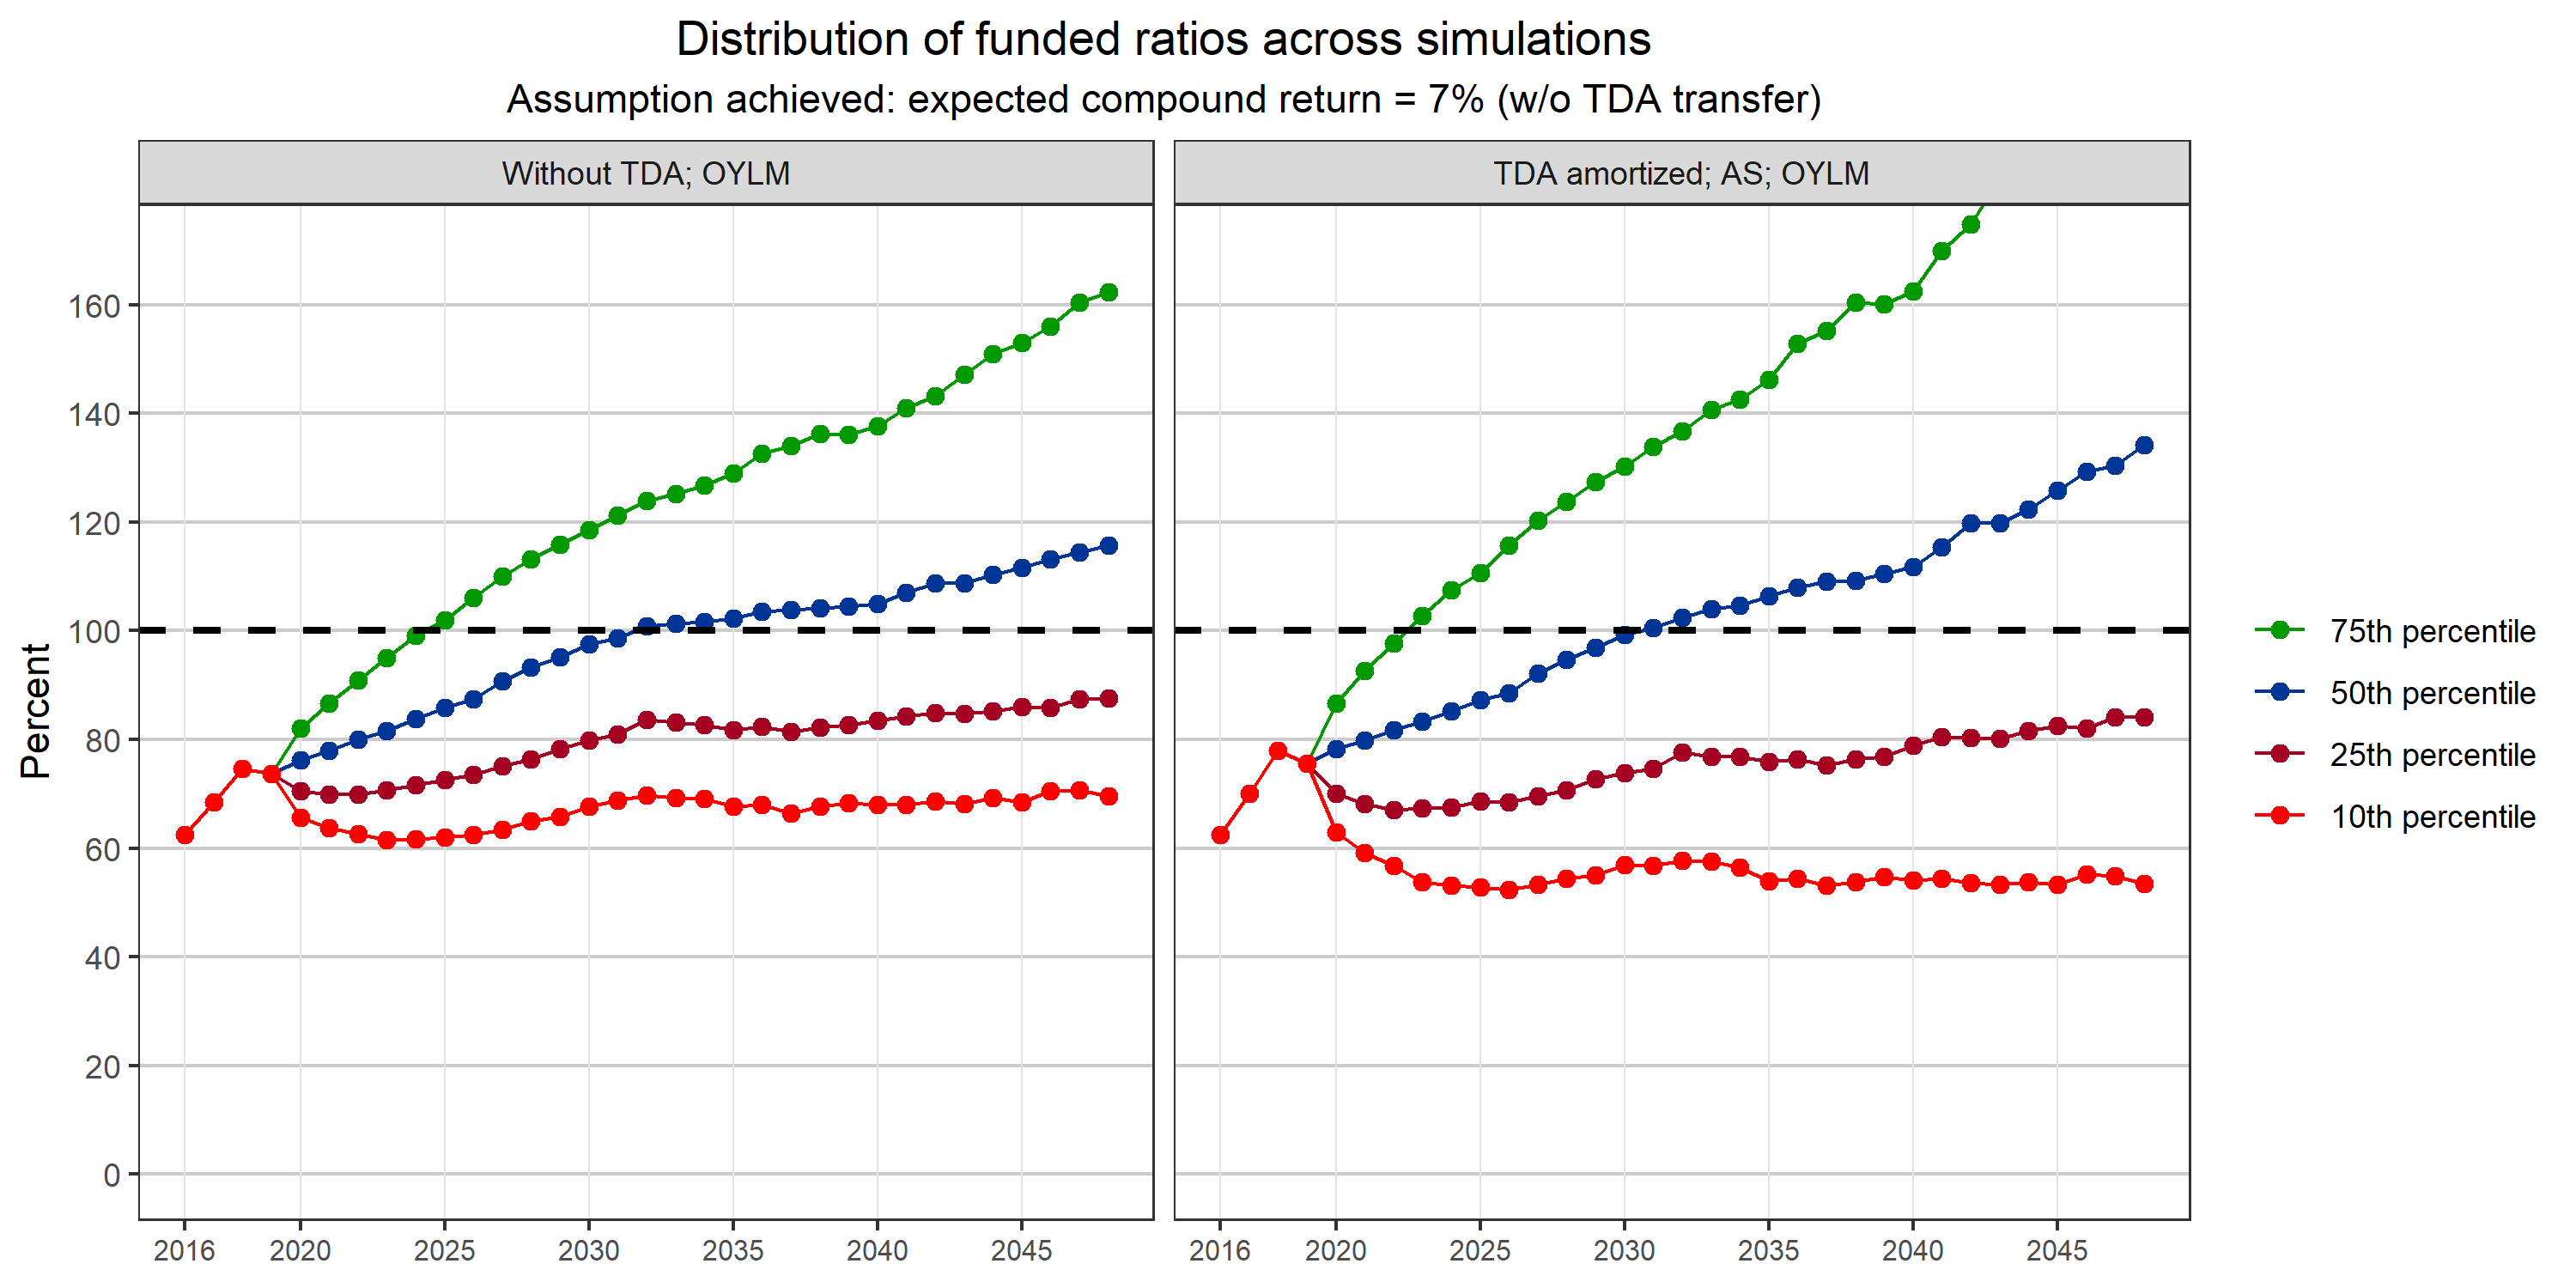 Distribution of funded ratios across simulations
Assumption achieved: expected compound return = 7% (w/o TDA transfer)
Without TDA; OYLM
TDA amortized; AS; OYLM
Percent
160
140
120
100
80
60
40
20
0
2016 2020 2025 2030 2035 2040 2045
2016 2020 2025 2030 2035 2040 2045
75th percentile
50th percentile
25th percentile
10th percentile